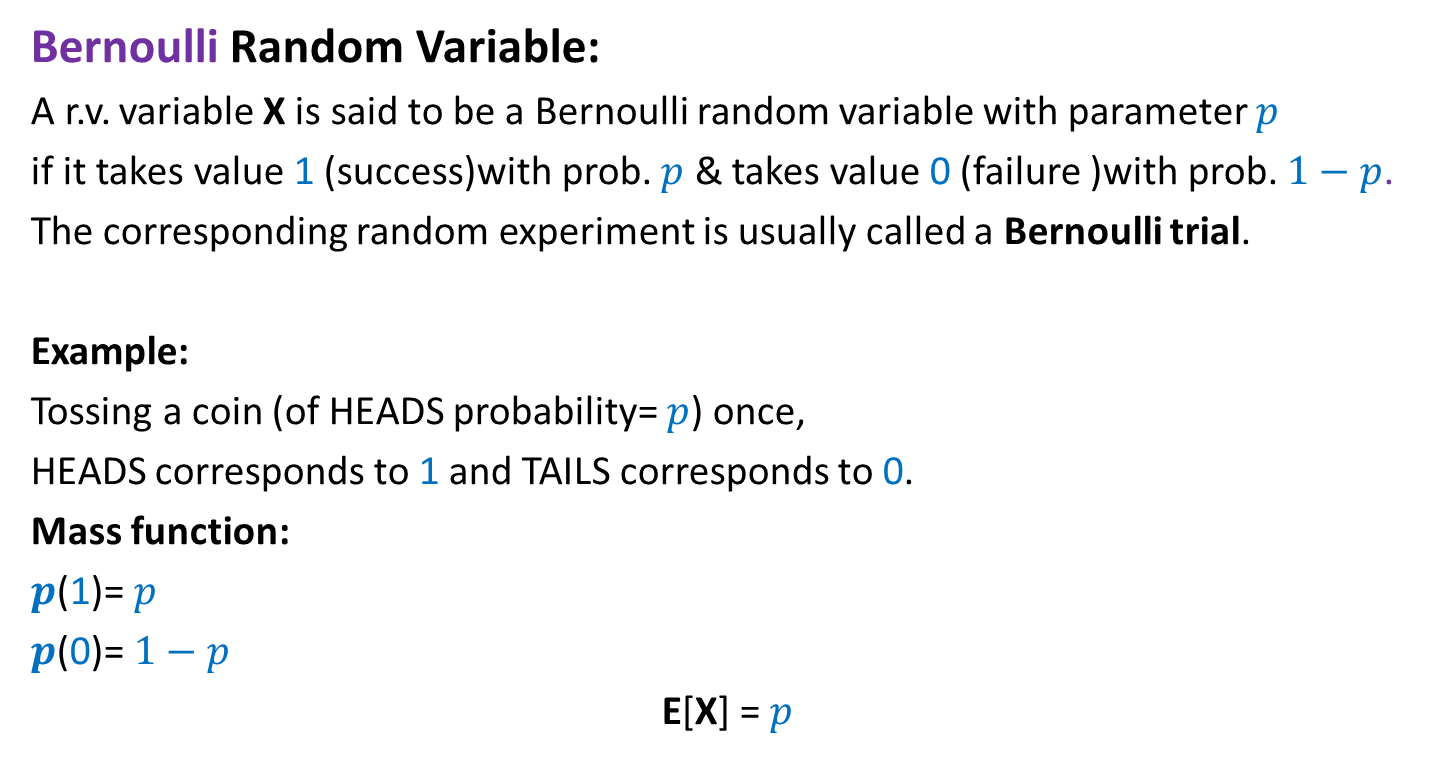 Bernoulli Random Variable:
A r.v. variable X is said to be a Bernoulli random variable with parameter p
if it takes value 1 (success)with prob. p & takes value 0 (failure )with prob. 1 − p.
The corresponding random experiment is usually called a Bernoulli trial.
Example:
Tossing a coin (of HEADS probability= p) once,
HEADS corresponds to 1 and TAILS corresponds to 0.
Mass function:
p(1)= p
p(0)= 1 − p
E[X] = p